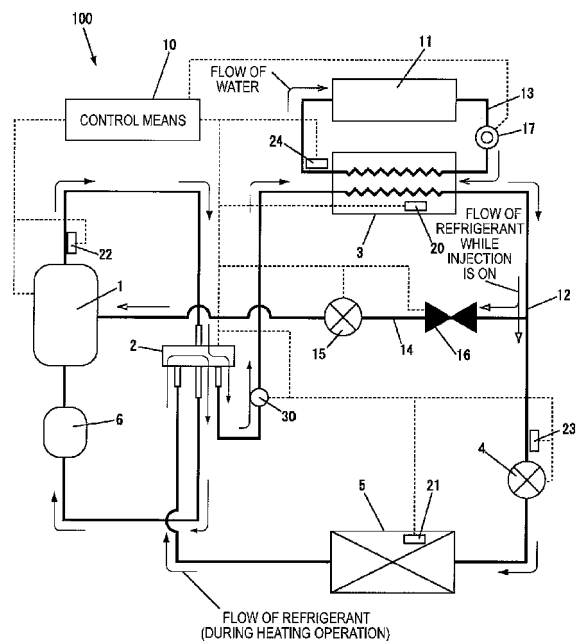 100
10
11
FLOW OF
WATER
13
CONTROL MEANS
24
17
20
3
FLOW OF
REFRIGERANT
WHILE
INJECTION
IS ON
22
1
12
2
15
14
16
30
6
23
4
5
21
FLOW OF REFRIGERANT
(DURING HEATING OPERATION)